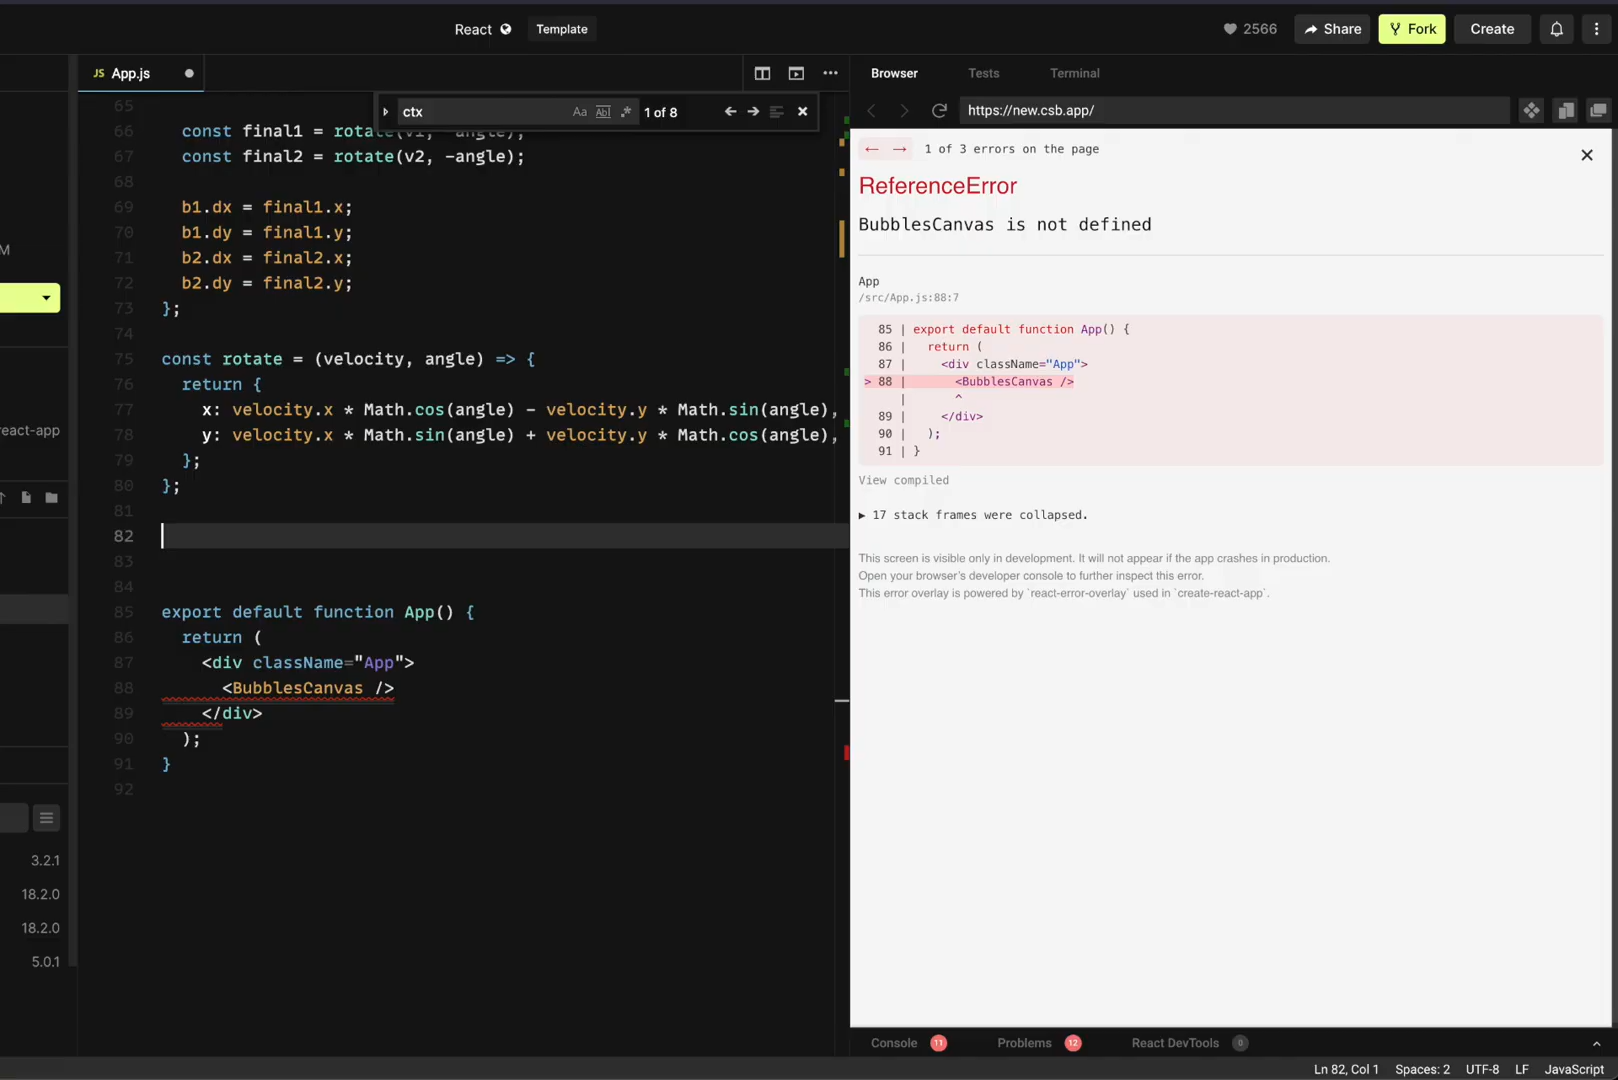 React
Template
2566
Share
Fork
Create
JS App.js
Browser
Tests
Terminal
ctx
Aa
Abl
1 of 8
https://new.csb.app/
65
66 const final1 = rotate(v1, -angle);
67 const final2 = rotate(v2, -angle);
68
69 b1.dx = final1.x;
70 b1.dy = final1.y;
71 b2.dx = final2.x;
72 b2.dy = final2.y;
73 };
74
75 const rotate = (velocity, angle) => {
76 return {
77 x: velocity.x * Math.cos(angle) - velocity.y * Math.sin(angle),
78 y: velocity.x * Math.sin(angle) + velocity.y * Math.cos(angle),
79 };
80 };
81
82
83
84
85 export default function App() {
86 return (
87 <div className="App">
88 <BubblesCanvas />
89 </div>
90 );
91 }
92
M
eact-app
3.2.1
18.2.0
18.2.0
5.0.1
← → 1 of 3 errors on the page
ReferenceError
BubblesCanvas is not defined
App
/src/App.js:88:7
85 | export default function App() {
86 | return (
87 | <div className="App">
> 88 | <BubblesCanvas />
| ^
89 | </div>
90 | );
91 | }
View compiled
▶ 17 stack frames were collapsed.
This screen is visible only in development. It will not appear if the app crashes in production.
Open your browser's developer console to further inspect this error.
This error overlay is powered by `react-error-overlay` used in `create-react-app`.
Console 11
Problems 12
React DevTools 0
Ln 82, Col 1
Spaces: 2
UTF-8
LF
JavaScript